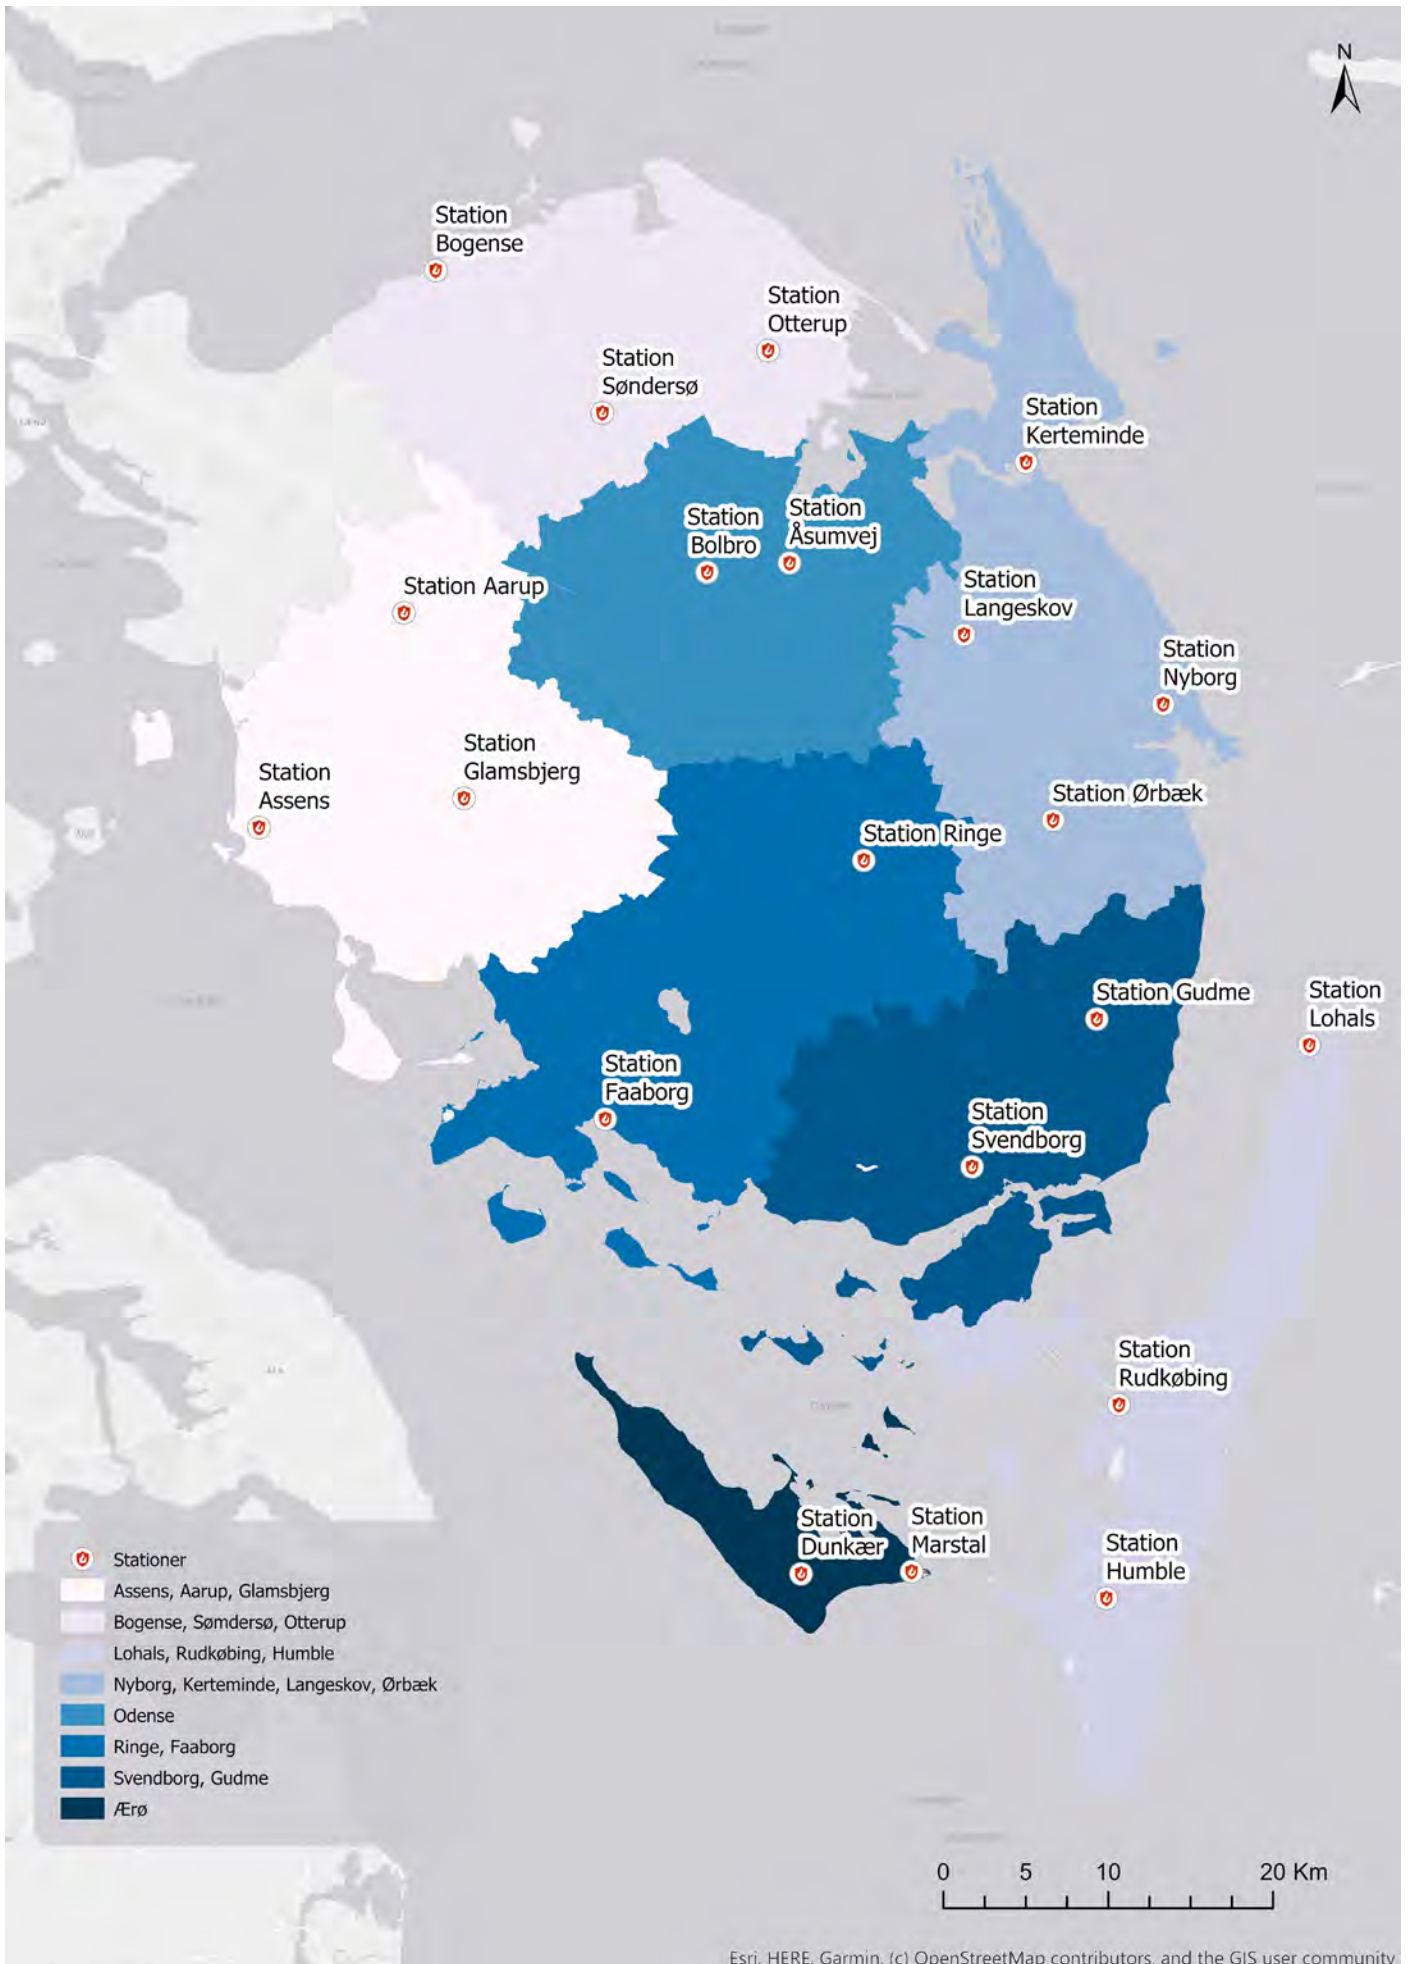 N
Station
Bogense
Station
Otterup
Station
Søndersø
Station
Kerteminde
Station
Bolbro
Station
Åsumvej
Station Aarup
Station
Langeskov
Station
Nyborg
Station
Glamsbjerg
Station
Assens
Station Ørbæk
Station Ringe
Station Gudme
Station
Lohals
Station
Faaborg
Station
Svendborg
Station
Rudkøbing
Station
Dunkær
Station
Marstal
Station
Humble
Stationer
Assens, Aarup, Glamsbjerg
Bogense, Sømdersø, Otterup
Lohals, Rudkøbing, Humble
Nyborg, Kerteminde, Langeskov, Ørbæk
Odense
Ringe, Faaborg
Svendborg, Gudme
Ærø
0 5 10 20 Km
Esri, HERE, Garmin, (c) OpenStreetMap contributors, and the GIS user community